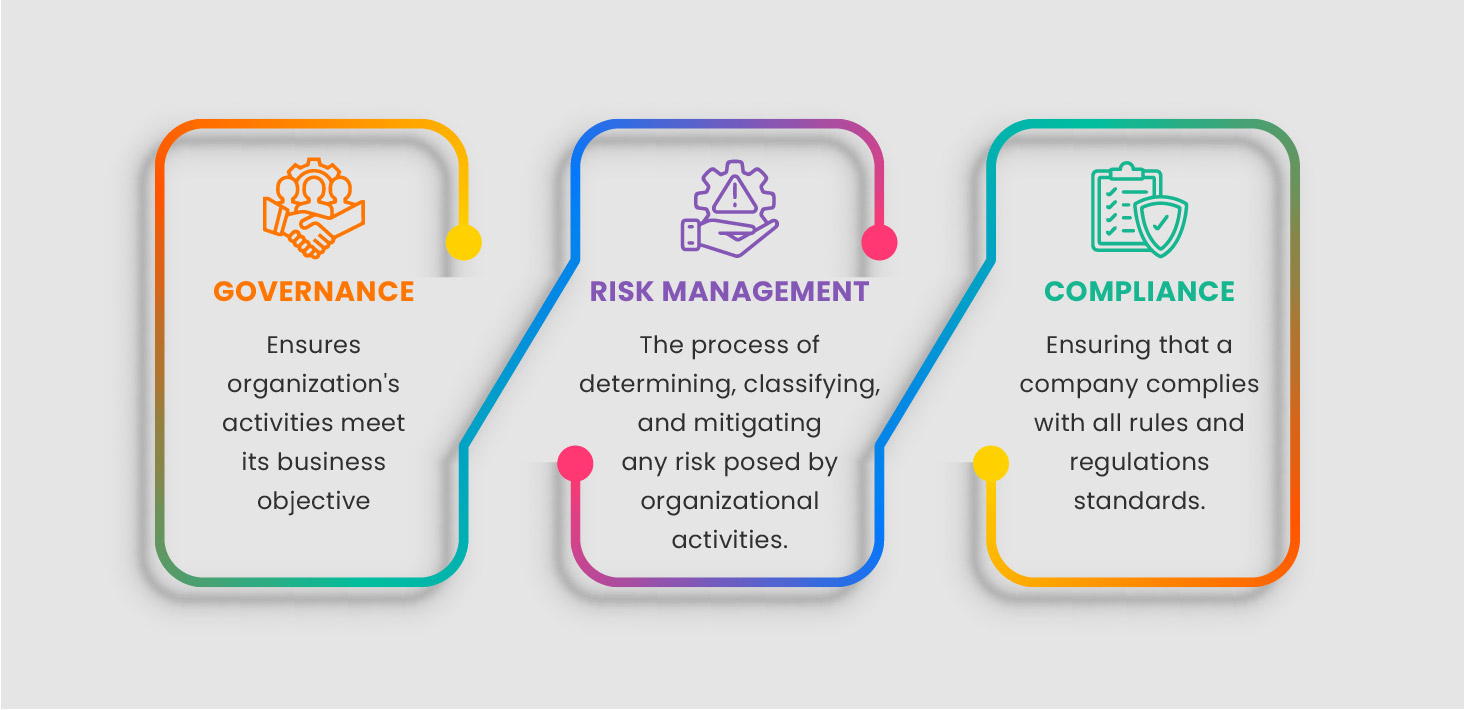 GOVERNANCE
Ensures
organization's
activities meet
its business
objective
RISK MANAGEMENT
The process of
determining, classifying,
and mitigating
any risk posed by
organizational
activities.
COMPLIANCE
Ensuring that a
company complies
with all rules and
regulations
standards.